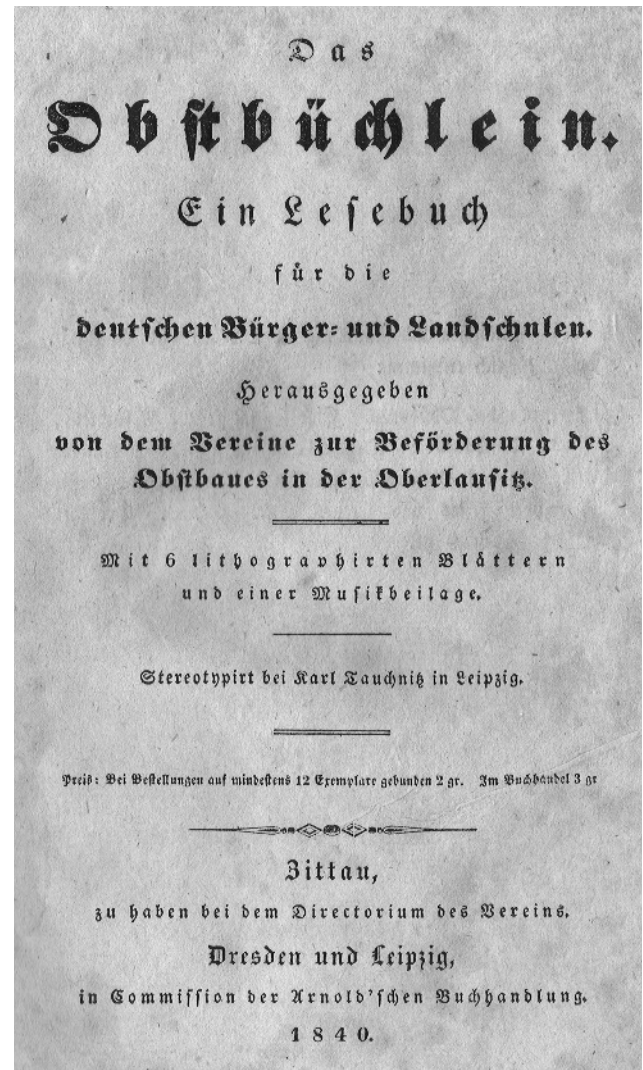 Das
Obstbüchlein.
Ein Lesebuch
für die
deutschen Bürger- und Landschulen.
Herausgegeben
von dem Vereine zur Beförderung des
Obstbaues in der Oberlausitz.
Mit 6 lithographirten Blättern
und einer Musikbeilage.
Stereotypirt bei Karl Tauchnitz in Leipzig.
Preiß: Bei Bestellungen auf mindestens 12 Exemplare gebunden 2 gr. Im Buchhandel 3 gr
Zittau,
zu haben bei dem Directorium des Vereins.
Dresden und Leipzig,
in Commission der Arnold'schen Buchhandlung.
1840.